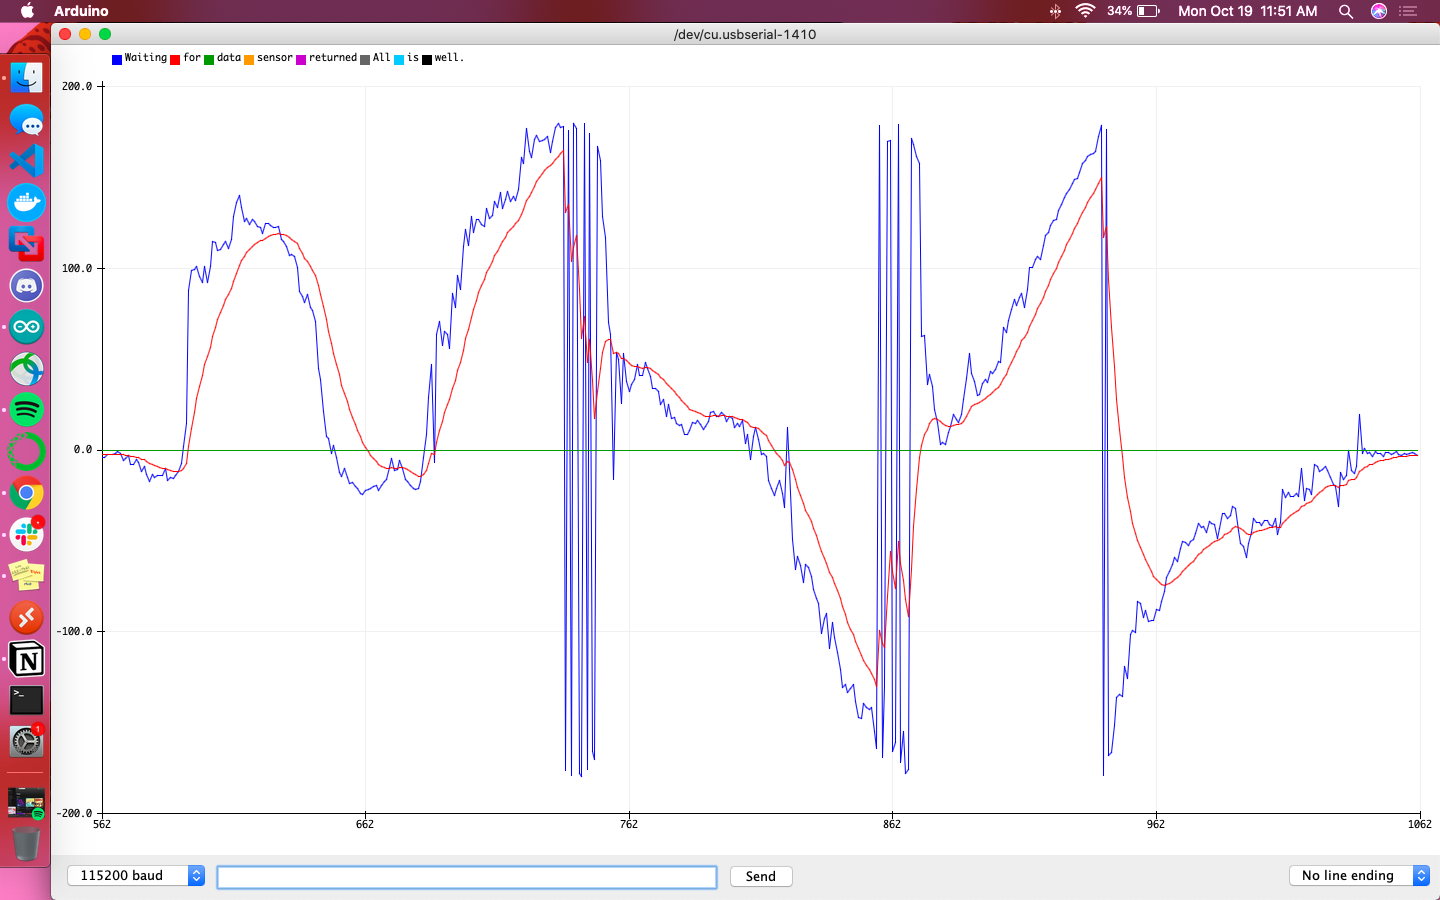 Arduino
34%
Mon Oct 19 11:51 AM
/dev/cu.usbserial-1410
Waiting for data sensor returned All is well.
200.0
100.0
0.0
-100.0
-200.0
562 662 762 862 962 1062
115200 baud
Send
No line ending
N
>_
1